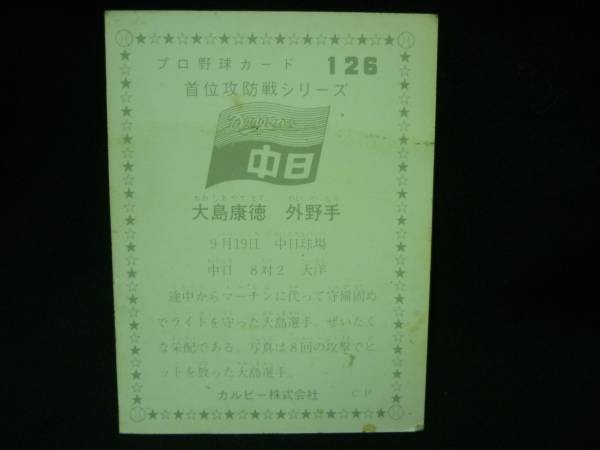 プロ野球カード 126
首位攻防戦シリーズ
Dragons
中日
大島康徳 外野手
9月19日 中日球場
中日 8対2 大洋
途中からマーチンに代って守備固め
でライトを守った大島選手。ぜいたく
な采配である。写真は8回の攻撃でヒ
ットを放った大島選手。
カルビー株式会社 CP